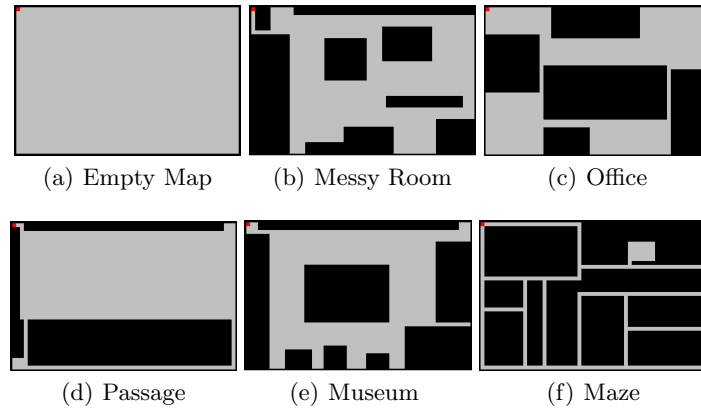 (a) Empty Map
(b) Messy Room
(c) Office
(d) Passage
(e) Museum
(f) Maze